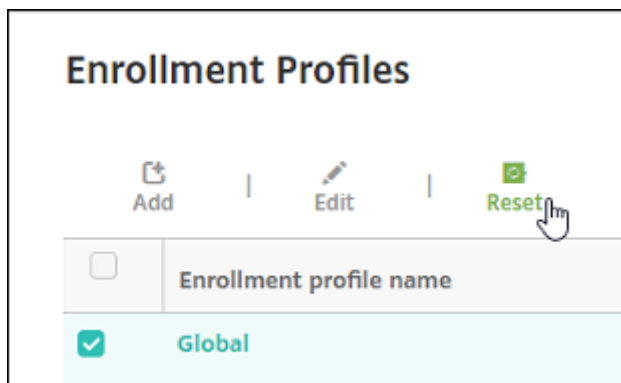 Enrollment Profiles
Add | Edit | Reset
Enrollment profile name
Global